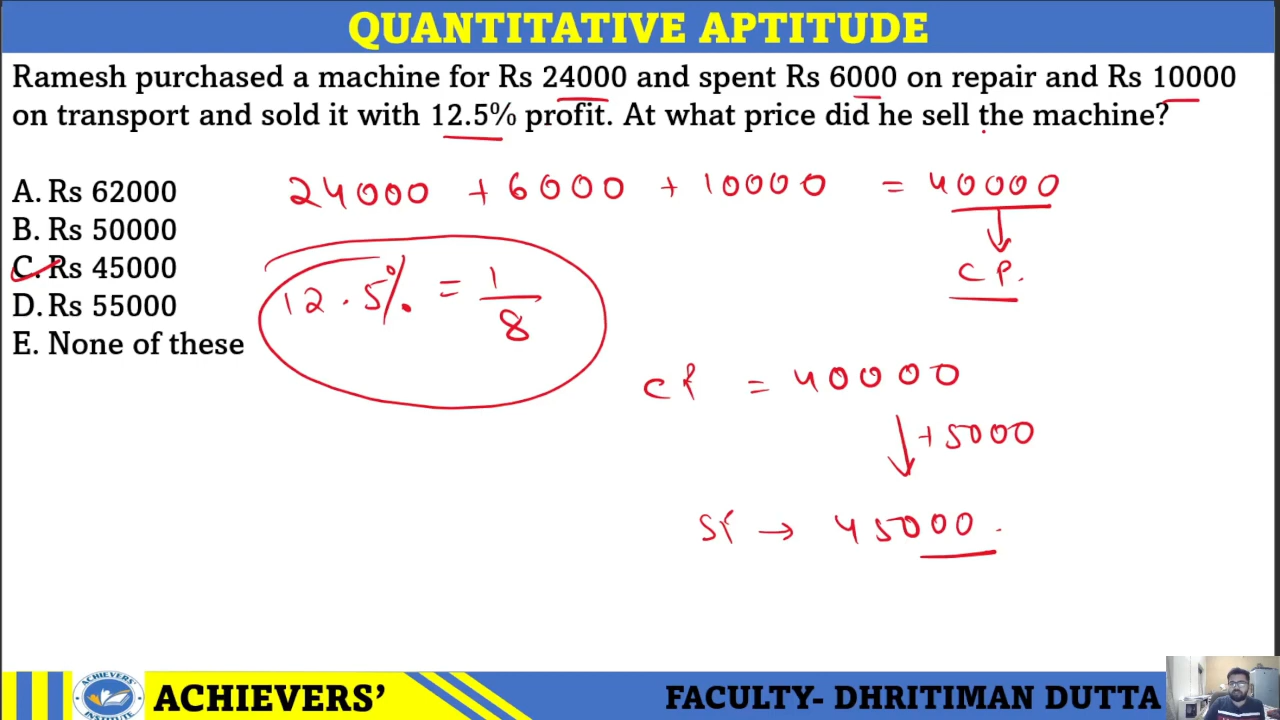 QUANTITATIVE APTITUDE
Ramesh purchased a machine for Rs 24000 and spent Rs 6000 on repair and Rs 10000
on transport and sold it with 12.5% profit. At what price did he sell the machine?
A. Rs 62000
B. Rs 50000
C. Rs 45000
D. Rs 55000
E. None of these
24000 + 6000 + 10000 = 40000
CP.
12.5% = 1/8
CP = 40000
+5000
SP → 45000
ACHIEVERS'
INSTITUTE
ACHIEVERS'
FACULTY- DHRITIMAN DUTTA